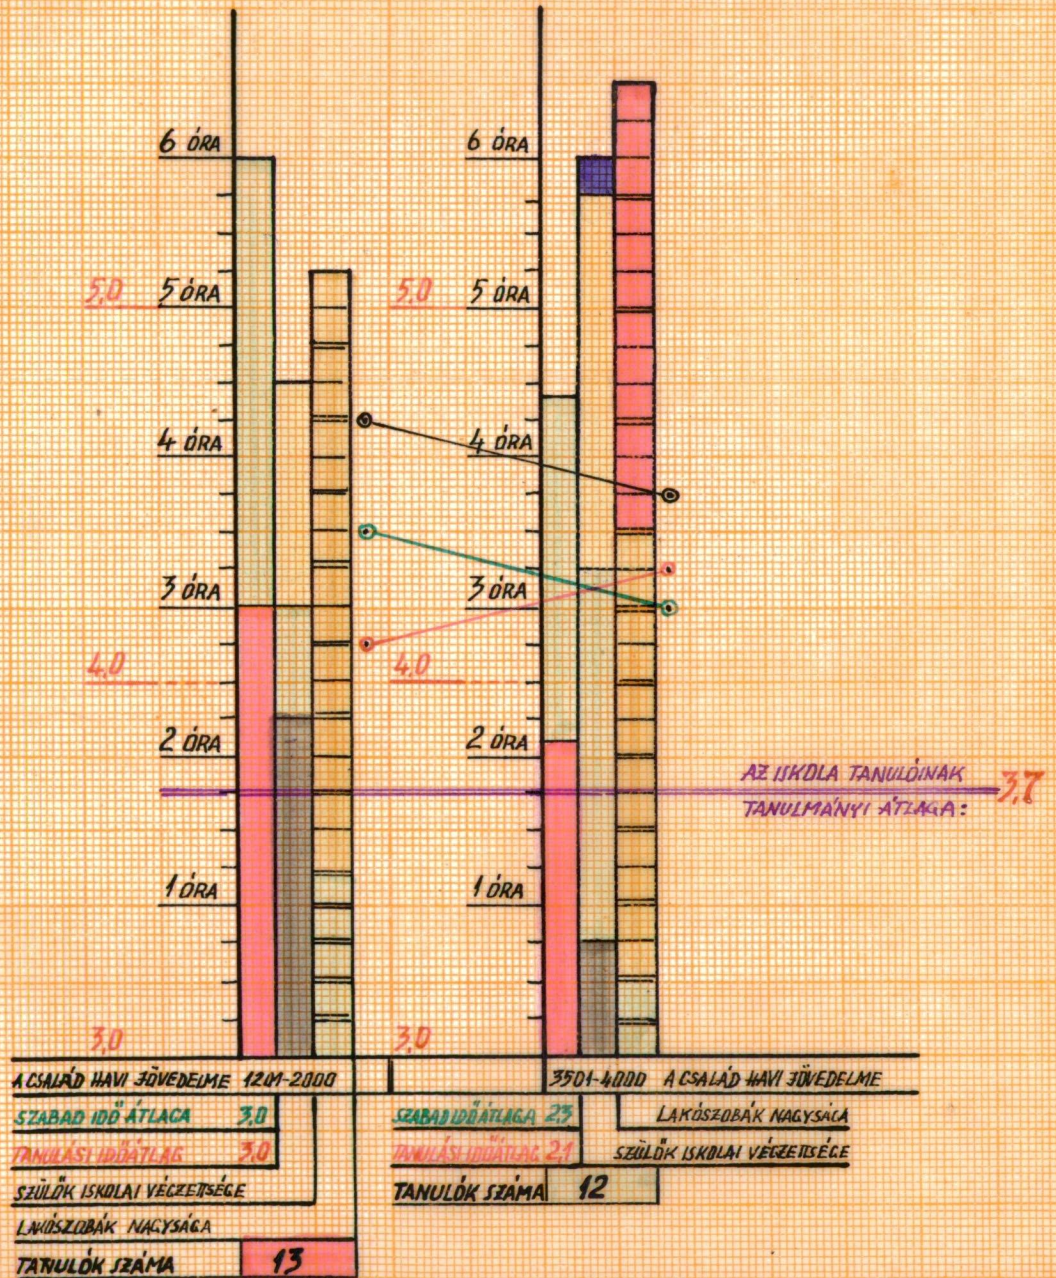 6 ÓRA
6 ÓRA
5,0 5 ÓRA
5,0 5 ÓRA
4 ÓRA
4 ÓRA
3 ÓRA
3 ÓRA
4,0
4,0
2 ÓRA
2 ÓRA
AZ ISKOLA TANULÓINAK
TANULMÁNYI ÁTLAGA:
3,7
1 ÓRA
1 ÓRA
3,0
3,0
A CSALÁD HAVI JÖVEDELME 1201-2000
3501-4000 A CSALÁD HAVI JÖVEDELME
SZABAD IDŐ ÁTLAGA 3,0
SZABAD IDŐ ÁTLAGA 2,3
LAKÓSZOBÁK NAGYSÁGA
TANULÁSI IDŐÁTLAG 3,0
TANULÁSI IDŐÁTLAG 2,1
SZÜLŐK ISKOLAI VÉGZETTSÉGE
SZÜLŐK ISKOLAI VÉGZETTSÉGE
TANULÓK SZÁMA 12
LAKÓSZOBÁK NAGYSÁGA
TANULÓK SZÁMA 13